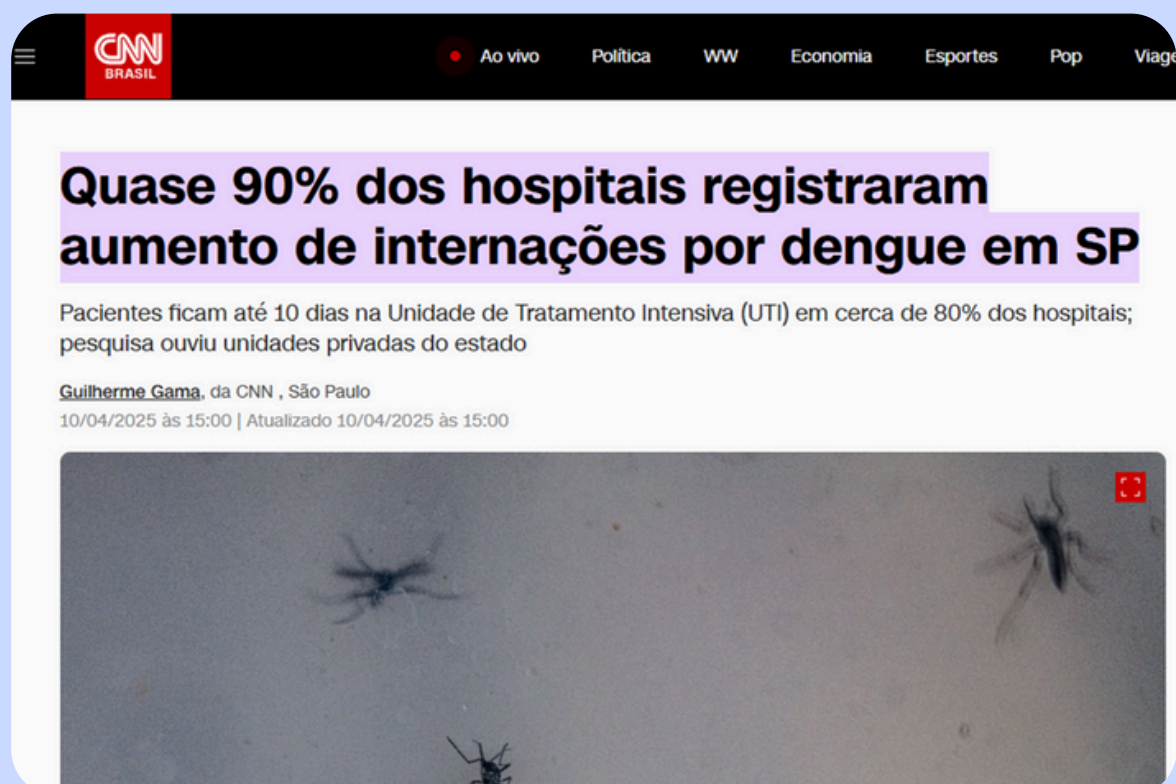 CNN
BRASIL
Ao vivo Política WW Economia Esportes Pop Viage
Quase 90% dos hospitais registraram
aumento de internações por dengue em SP
Pacientes ficam até 10 dias na Unidade de Tratamento Intensiva (UTI) em cerca de 80% dos hospitais;
pesquisa ouviu unidades privadas do estado
Guilherme Gama, da CNN , São Paulo
10/04/2025 às 15:00 | Atualizado 10/04/2025 às 15:00